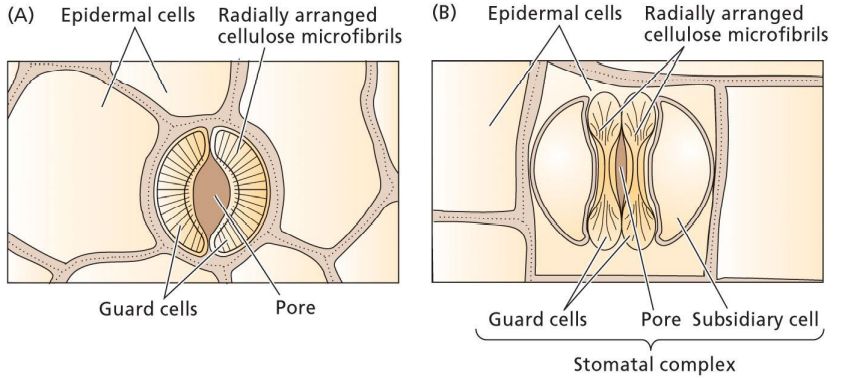 (A)
Epidermal cells
Radially arranged
cellulose microfibrils
Guard cells
Pore
(B)
Epidermal cells
Radially arranged
cellulose microfibrils
Guard cells
Pore
Subsidiary cell
Stomatal complex